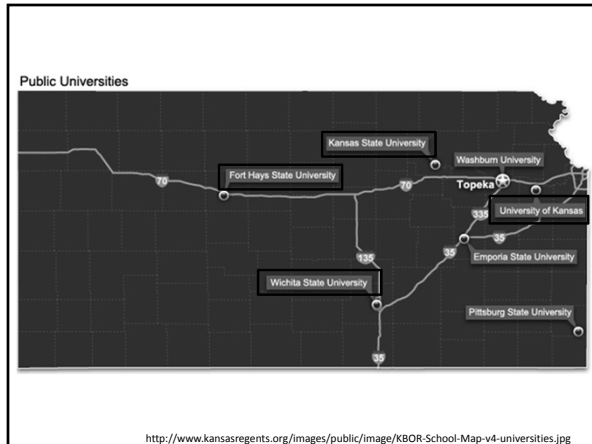 Public Universities
Kansas State University
Washburn University
Fort Hays State University
70
70
Topeka
University of Kansas
335
35
35
Emporia State University
135
Wichita State University
Pittsburg State University
35
http://www.kansasregents.org/images/public/image/KBOR-School-Map-v4-universities.jpg